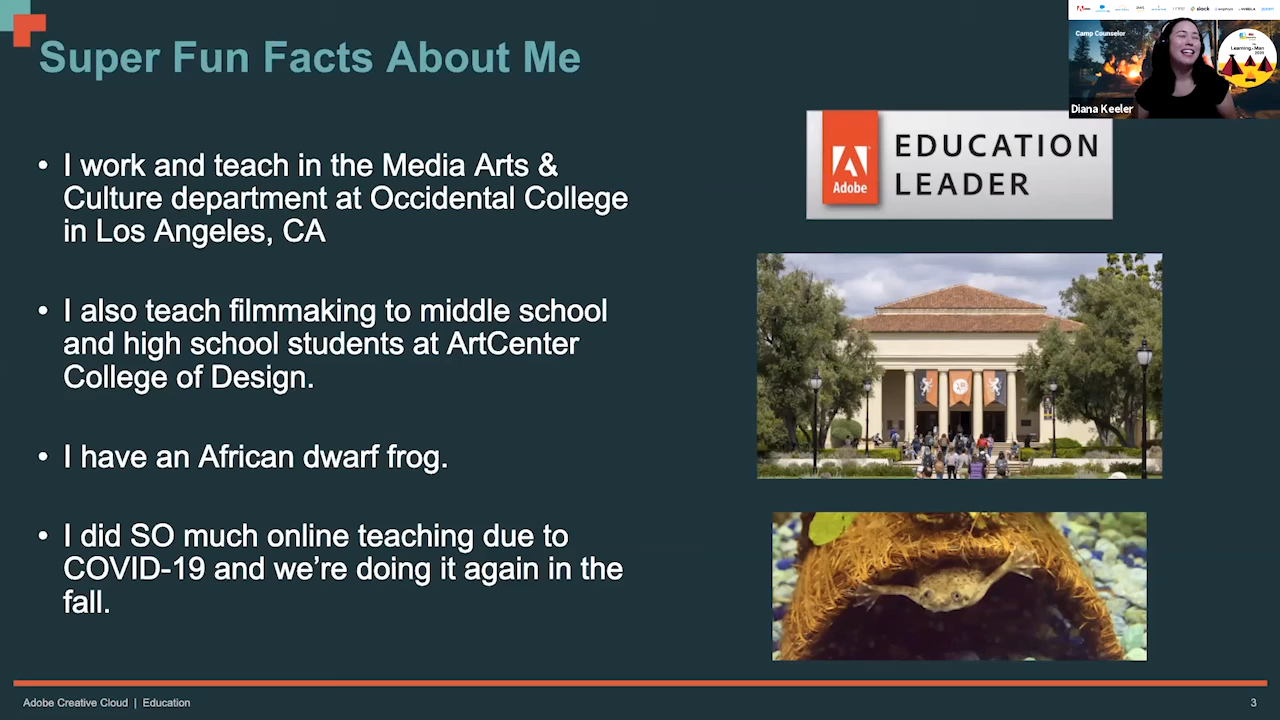 Super Fun Facts About Me
• I work and teach in the Media Arts &
Culture department at Occidental College
in Los Angeles, CA
• I also teach filmmaking to middle school
and high school students at ArtCenter
College of Design.
• I have an African dwarf frog.
• I did SO much online teaching due to
COVID-19 and we’re doing it again in the
fall.
Adobe
EDUCATION
LEADER
slack
Camp Counselor
Learning Man
Diana Keeler
Adobe Creative Cloud | Education
3